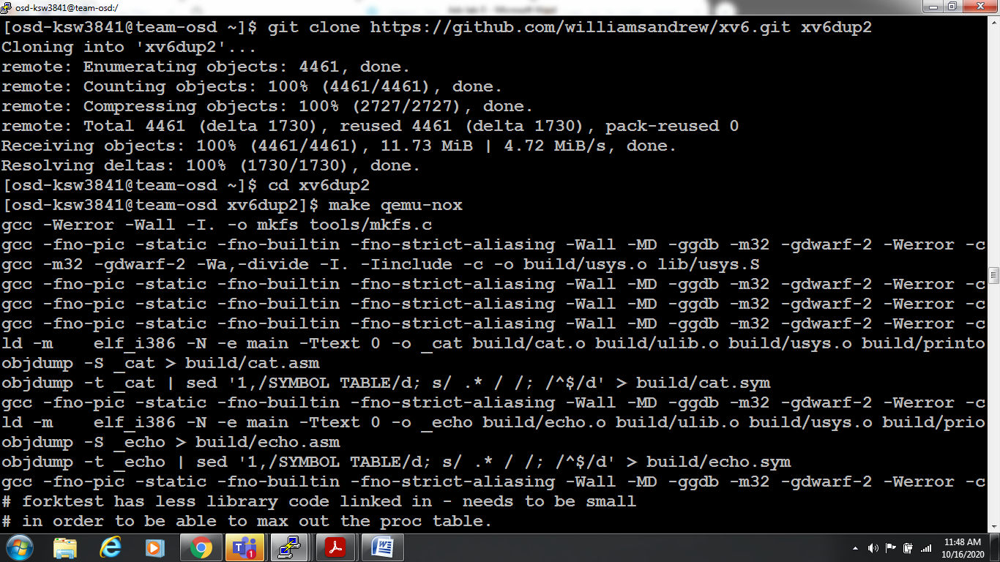 osd-ksw3841@team-osd:/
[osd-ksw3841@team-osd ~]$ git clone https://github.com/williamsandrew/xv6.git xv6dup2
Cloning into 'xv6dup2'...
remote: Enumerating objects: 4461, done.
remote: Counting objects: 100% (4461/4461), done.
remote: Compressing objects: 100% (2727/2727), done.
remote: Total 4461 (delta 1730), reused 4461 (delta 1730), pack-reused 0
Receiving objects: 100% (4461/4461), 11.73 MiB | 4.72 MiB/s, done.
Resolving deltas: 100% (1730/1730), done.
[osd-ksw3841@team-osd ~]$ cd xv6dup2
[osd-ksw3841@team-osd xv6dup2]$ make qemu-nox
gcc -Werror -Wall -I. -o mkfs tools/mkfs.c
gcc -fno-pic -static -fno-builtin -fno-strict-aliasing -Wall -MD -ggdb -m32 -gdwarf-2 -Werror -c
gcc -m32 -gdwarf-2 -Wa,-divide -I. -Iinclude -c -o build/usys.o lib/usys.S
gcc -fno-pic -static -fno-builtin -fno-strict-aliasing -Wall -MD -ggdb -m32 -gdwarf-2 -Werror -c
gcc -fno-pic -static -fno-builtin -fno-strict-aliasing -Wall -MD -ggdb -m32 -gdwarf-2 -Werror -c
gcc -fno-pic -static -fno-builtin -fno-strict-aliasing -Wall -MD -ggdb -m32 -gdwarf-2 -Werror -c
ld -m    elf_i386 -N -e main -Ttext 0 -o _cat build/cat.o build/ulib.o build/usys.o build/printo
objdump -S _cat > build/cat.asm
objdump -t _cat | sed '1,/SYMBOL TABLE/d; s/ .* / /; /^$/d' > build/cat.sym
gcc -fno-pic -static -fno-builtin -fno-strict-aliasing -Wall -MD -ggdb -m32 -gdwarf-2 -Werror -c
ld -m    elf_i386 -N -e main -Ttext 0 -o _echo build/echo.o build/ulib.o build/usys.o build/prio
objdump -S _echo > build/echo.asm
objdump -t _echo | sed '1,/SYMBOL TABLE/d; s/ .* / /; /^$/d' > build/echo.sym
gcc -fno-pic -static -fno-builtin -fno-strict-aliasing -Wall -MD -ggdb -m32 -gdwarf-2 -Werror -c
# forktest has less library code linked in - needs to be small
# in order to be able to max out the proc table.
11:48 AM
10/16/2020